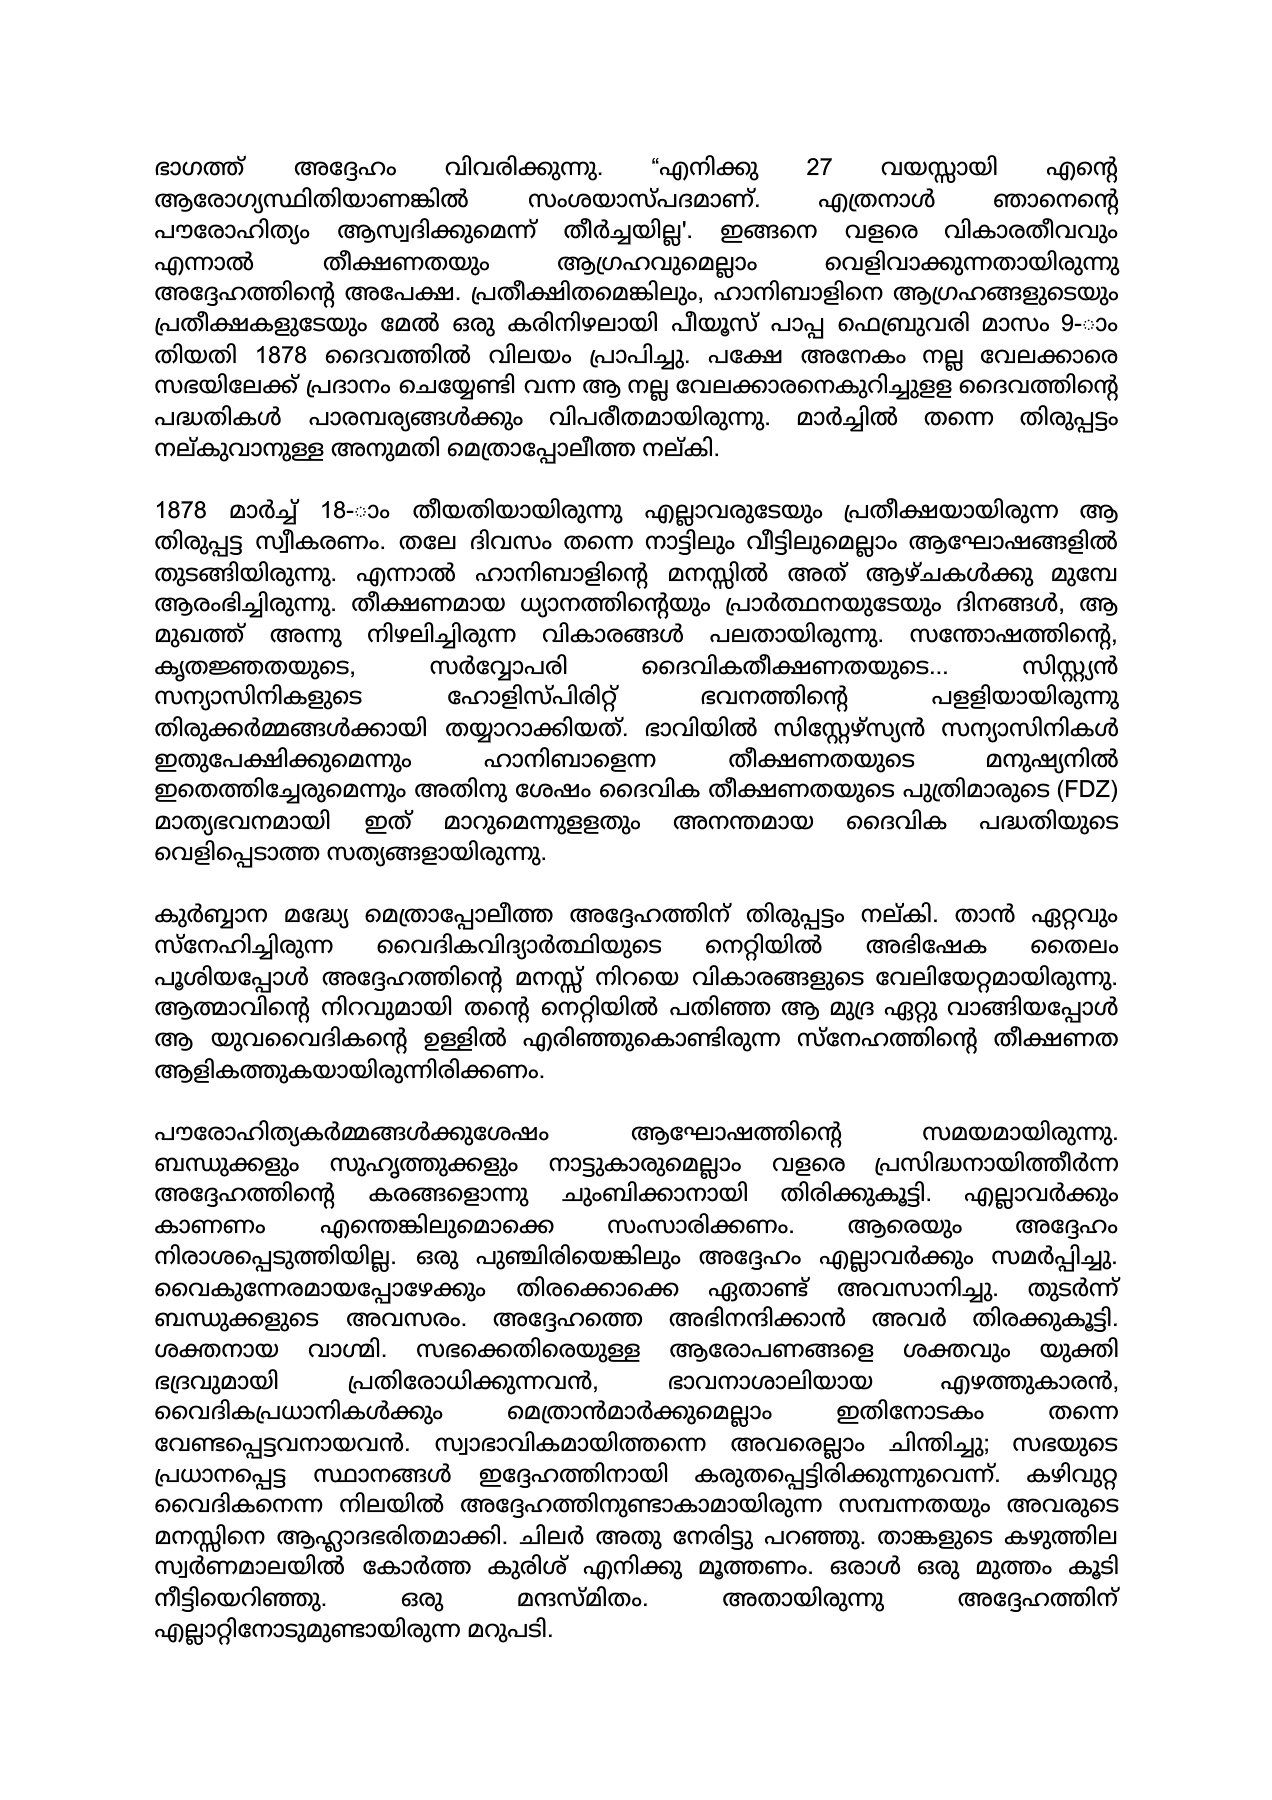 ഭാഗത്ത് അദ്ദേഹം വിവരിക്കുന്നു. “എനിക്കു 27 വയസ്സായി എന്റെ
ആരോഗ്യസ്ഥിതിയാണങ്കിൽ സംശയാസ്പദമാണ്. എത്രനാൾ ഞാനെന്റെ
പൗരോഹിത്യം ആസ്വദിക്കുമെന്ന് തീർച്ചയില്ല'. ഇങ്ങനെ വളരെ വികാരതീവവും
എന്നാൽ തീക്ഷണതയും ആഗ്രഹവുമെല്ലാം വെളിവാക്കുന്നതായിരുന്നു
അദ്ദേഹത്തിന്റെ അപേക്ഷ. പ്രതീക്ഷിതമെങ്കിലും, ഹാനിബാളിനെ ആഗ്രഹങ്ങളുടെയും
പ്രതീക്ഷകളുടേയും മേൽ ഒരു കരിനിഴലായി പീയൂസ് പാപ്പ ഫെബ്രുവരി മാസം 9-ാം
തിയതി 1878 ദൈവത്തിൽ വിലയം പ്രാപിച്ചു. പക്ഷേ അനേകം നല്ല വേലക്കാരെ
സഭയിലേക്ക് പ്രദാനം ചെയ്യേണ്ടി വന്ന ആ നല്ല വേലക്കാരനെകുറിച്ചുളള ദൈവത്തിന്റെ
പദ്ധതികൾ പാരമ്പര്യങ്ങൾക്കും വിപരീതമായിരുന്നു. മാർച്ചിൽ തന്നെ തിരുപ്പട്ടം
നല്കുവാനുള്ള അനുമതി മെത്രാപ്പോലീത്ത നല്കി.
1878 മാർച്ച് 18-ാം തീയതിയായിരുന്നു എല്ലാവരുടേയും പ്രതീക്ഷയായിരുന്ന ആ
തിരുപ്പട്ട സ്വീകരണം. തലേ ദിവസം തന്നെ നാട്ടിലും വീട്ടിലുമെല്ലാം ആഘോഷങ്ങളിൽ
തുടങ്ങിയിരുന്നു. എന്നാൽ ഹാനിബാളിന്റെ മനസ്സിൽ അത് ആഴ്ചകൾക്കു മുമ്പേ
ആരംഭിച്ചിരുന്നു. തീക്ഷണമായ ധ്യാനത്തിന്റെയും പ്രാർത്ഥനയുടേയും ദിനങ്ങൾ, ആ
മുഖത്ത് അന്നു നിഴലിച്ചിരുന്ന വികാരങ്ങൾ പലതായിരുന്നു. സന്തോഷത്തിന്റെ,
കൃതജ്ഞതയുടെ, സർവ്വോപരി ദൈവികതീക്ഷണതയുടെ... സിസ്റ്റ്യൻ
സന്യാസിനികളുടെ ഹോളിസ്പിരിറ്റ് ഭവനത്തിന്റെ പളളിയായിരുന്നു
തിരുക്കർമ്മങ്ങൾക്കായി തയ്യാറാക്കിയത്. ഭാവിയിൽ സിസ്റ്റേഴ്സ്യൻ സന്യാസിനികൾ
ഇതുപേക്ഷിക്കുമെന്നും ഹാനിബാളെന്ന തീക്ഷണതയുടെ മനുഷ്യനിൽ
ഇതെത്തിച്ചേരുമെന്നും അതിനു ശേഷം ദൈവിക തീക്ഷണതയുടെ പുത്രിമാരുടെ (FDZ)
മാത്യഭവനമായി ഇത് മാറുമെന്നുളളതും അനന്തമായ ദൈവിക പദ്ധതിയുടെ
വെളിപ്പെടാത്ത സത്യങ്ങളായിരുന്നു.
കുർബ്ബാന മദ്ധ്യേ മെത്രാപ്പോലീത്ത അദ്ദേഹത്തിന് തിരുപ്പട്ടം നല്കി. താൻ ഏറ്റവും
സ്നേഹിച്ചിരുന്ന വൈദികവിദ്യാർത്ഥിയുടെ നെറ്റിയിൽ അഭിഷേക തൈലം
പൂശിയപ്പോൾ അദ്ദേഹത്തിന്റെ മനസ്സ് നിറയെ വികാരങ്ങളുടെ വേലിയേറ്റമായിരുന്നു.
ആത്മാവിന്റെ നിറവുമായി തന്റെ നെറ്റിയിൽ പതിഞ്ഞ ആ മുദ്ര ഏറ്റു വാങ്ങിയപ്പോൾ
ആ യുവവൈദികന്റെ ഉള്ളിൽ എരിഞ്ഞുകൊണ്ടിരുന്ന സ്നേഹത്തിന്റെ തീക്ഷണത
ആളികത്തുകയായിരുന്നിരിക്കണം.
പൗരോഹിത്യകർമ്മങ്ങൾക്കുശേഷം ആഘോഷത്തിന്റെ സമയമായിരുന്നു.
ബന്ധുക്കളും സുഹൃത്തുക്കളും നാട്ടുകാരുമെല്ലാം വളരെ പ്രസിദ്ധനായിത്തീർന്ന
അദ്ദേഹത്തിന്റെ കരങ്ങളൊന്നു ചുംബിക്കാനായി തിരിക്കുകൂട്ടി. എല്ലാവർക്കും
കാണണം എന്തെങ്കിലുമൊക്കെ സംസാരിക്കണം. ആരെയും അദ്ദേഹം
നിരാശപ്പെടുത്തിയില്ല. ഒരു പുഞ്ചിരിയെങ്കിലും അദ്ദേഹം എല്ലാവർക്കും സമർപ്പിച്ചു.
വൈകുന്നേരമായപ്പോഴേക്കും തിരക്കൊക്കെ ഏതാണ്ട് അവസാനിച്ചു. തുടർന്ന്
ബന്ധുക്കളുടെ അവസരം. അദ്ദേഹത്തെ അഭിനന്ദിക്കാൻ അവർ തിരക്കുകൂട്ടി.
ശക്തനായ വാഗ്മി. സഭക്കെതിരെയുള്ള ആരോപണങ്ങളെ ശക്തവും യുക്തി
ഭദ്രവുമായി പ്രതിരോധിക്കുന്നവൻ, ഭാവനാശാലിയായ എഴത്തുകാരൻ,
വൈദികപ്രധാനികൾക്കും മെത്രാൻമാർക്കുമെല്ലാം ഇതിനോടകം തന്നെ
വേണ്ടപ്പെട്ടവനായവൻ. സ്വാഭാവികമായിത്തന്നെ അവരെല്ലാം ചിന്തിച്ചു; സഭയുടെ
പ്രധാനപ്പെട്ട സ്ഥാനങ്ങൾ ഇദ്ദേഹത്തിനായി കരുതപ്പെട്ടിരിക്കുന്നുവെന്ന്. കഴിവുറ്റ
വൈദികനെന്ന നിലയിൽ അദ്ദേഹത്തിനുണ്ടാകാമായിരുന്ന സമ്പന്നതയും അവരുടെ
മനസ്സിനെ ആഹ്ലാദഭരിതമാക്കി. ചിലർ അതു നേരിട്ടു പറഞ്ഞു. താങ്കളുടെ കഴുത്തില
സ്വർണമാലയിൽ കോർത്ത കുരിശ് എനിക്കു മൂത്തണം. ഒരാൾ ഒരു മുത്തം കൂടി
നീട്ടിയെറിഞ്ഞു. ഒരു മന്ദസ്മിതം. അതായിരുന്നു അദ്ദേഹത്തിന്
എല്ലാറ്റിനോടുമുണ്ടായിരുന്ന മറുപടി.